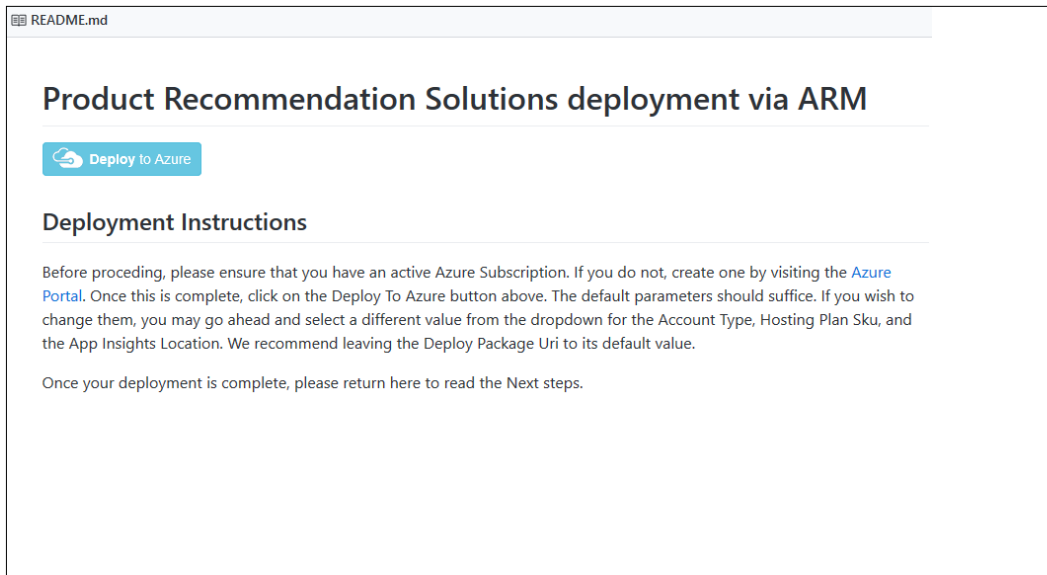 README.md
Product Recommendation Solutions deployment via ARM
Deploy to Azure
Deployment Instructions
Before proceding, please ensure that you have an active Azure Subscription. If you do not, create one by visiting the Azure
Portal. Once this is complete, click on the Deploy To Azure button above. The default parameters should suffice. If you wish to
change them, you may go ahead and select a different value from the dropdown for the Account Type, Hosting Plan Sku, and
the App Insights Location. We recommend leaving the Deploy Package Uri to its default value.
Once your deployment is complete, please return here to read the Next steps.